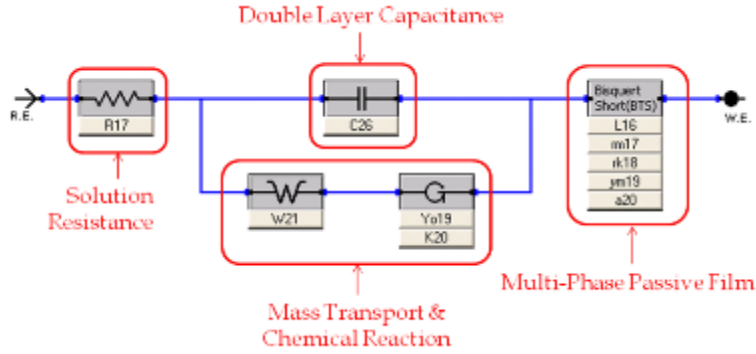 Double Layer Capacitance
R.E.
R17
C26
Bisquert
Short(BTS)
L16
rm17
rk18
ym19
a20
W.E.
Solution
Resistance
W
W21
G
Yo19
K20
Mass Transport &
Chemical Reaction
Multi-Phase Passive Film